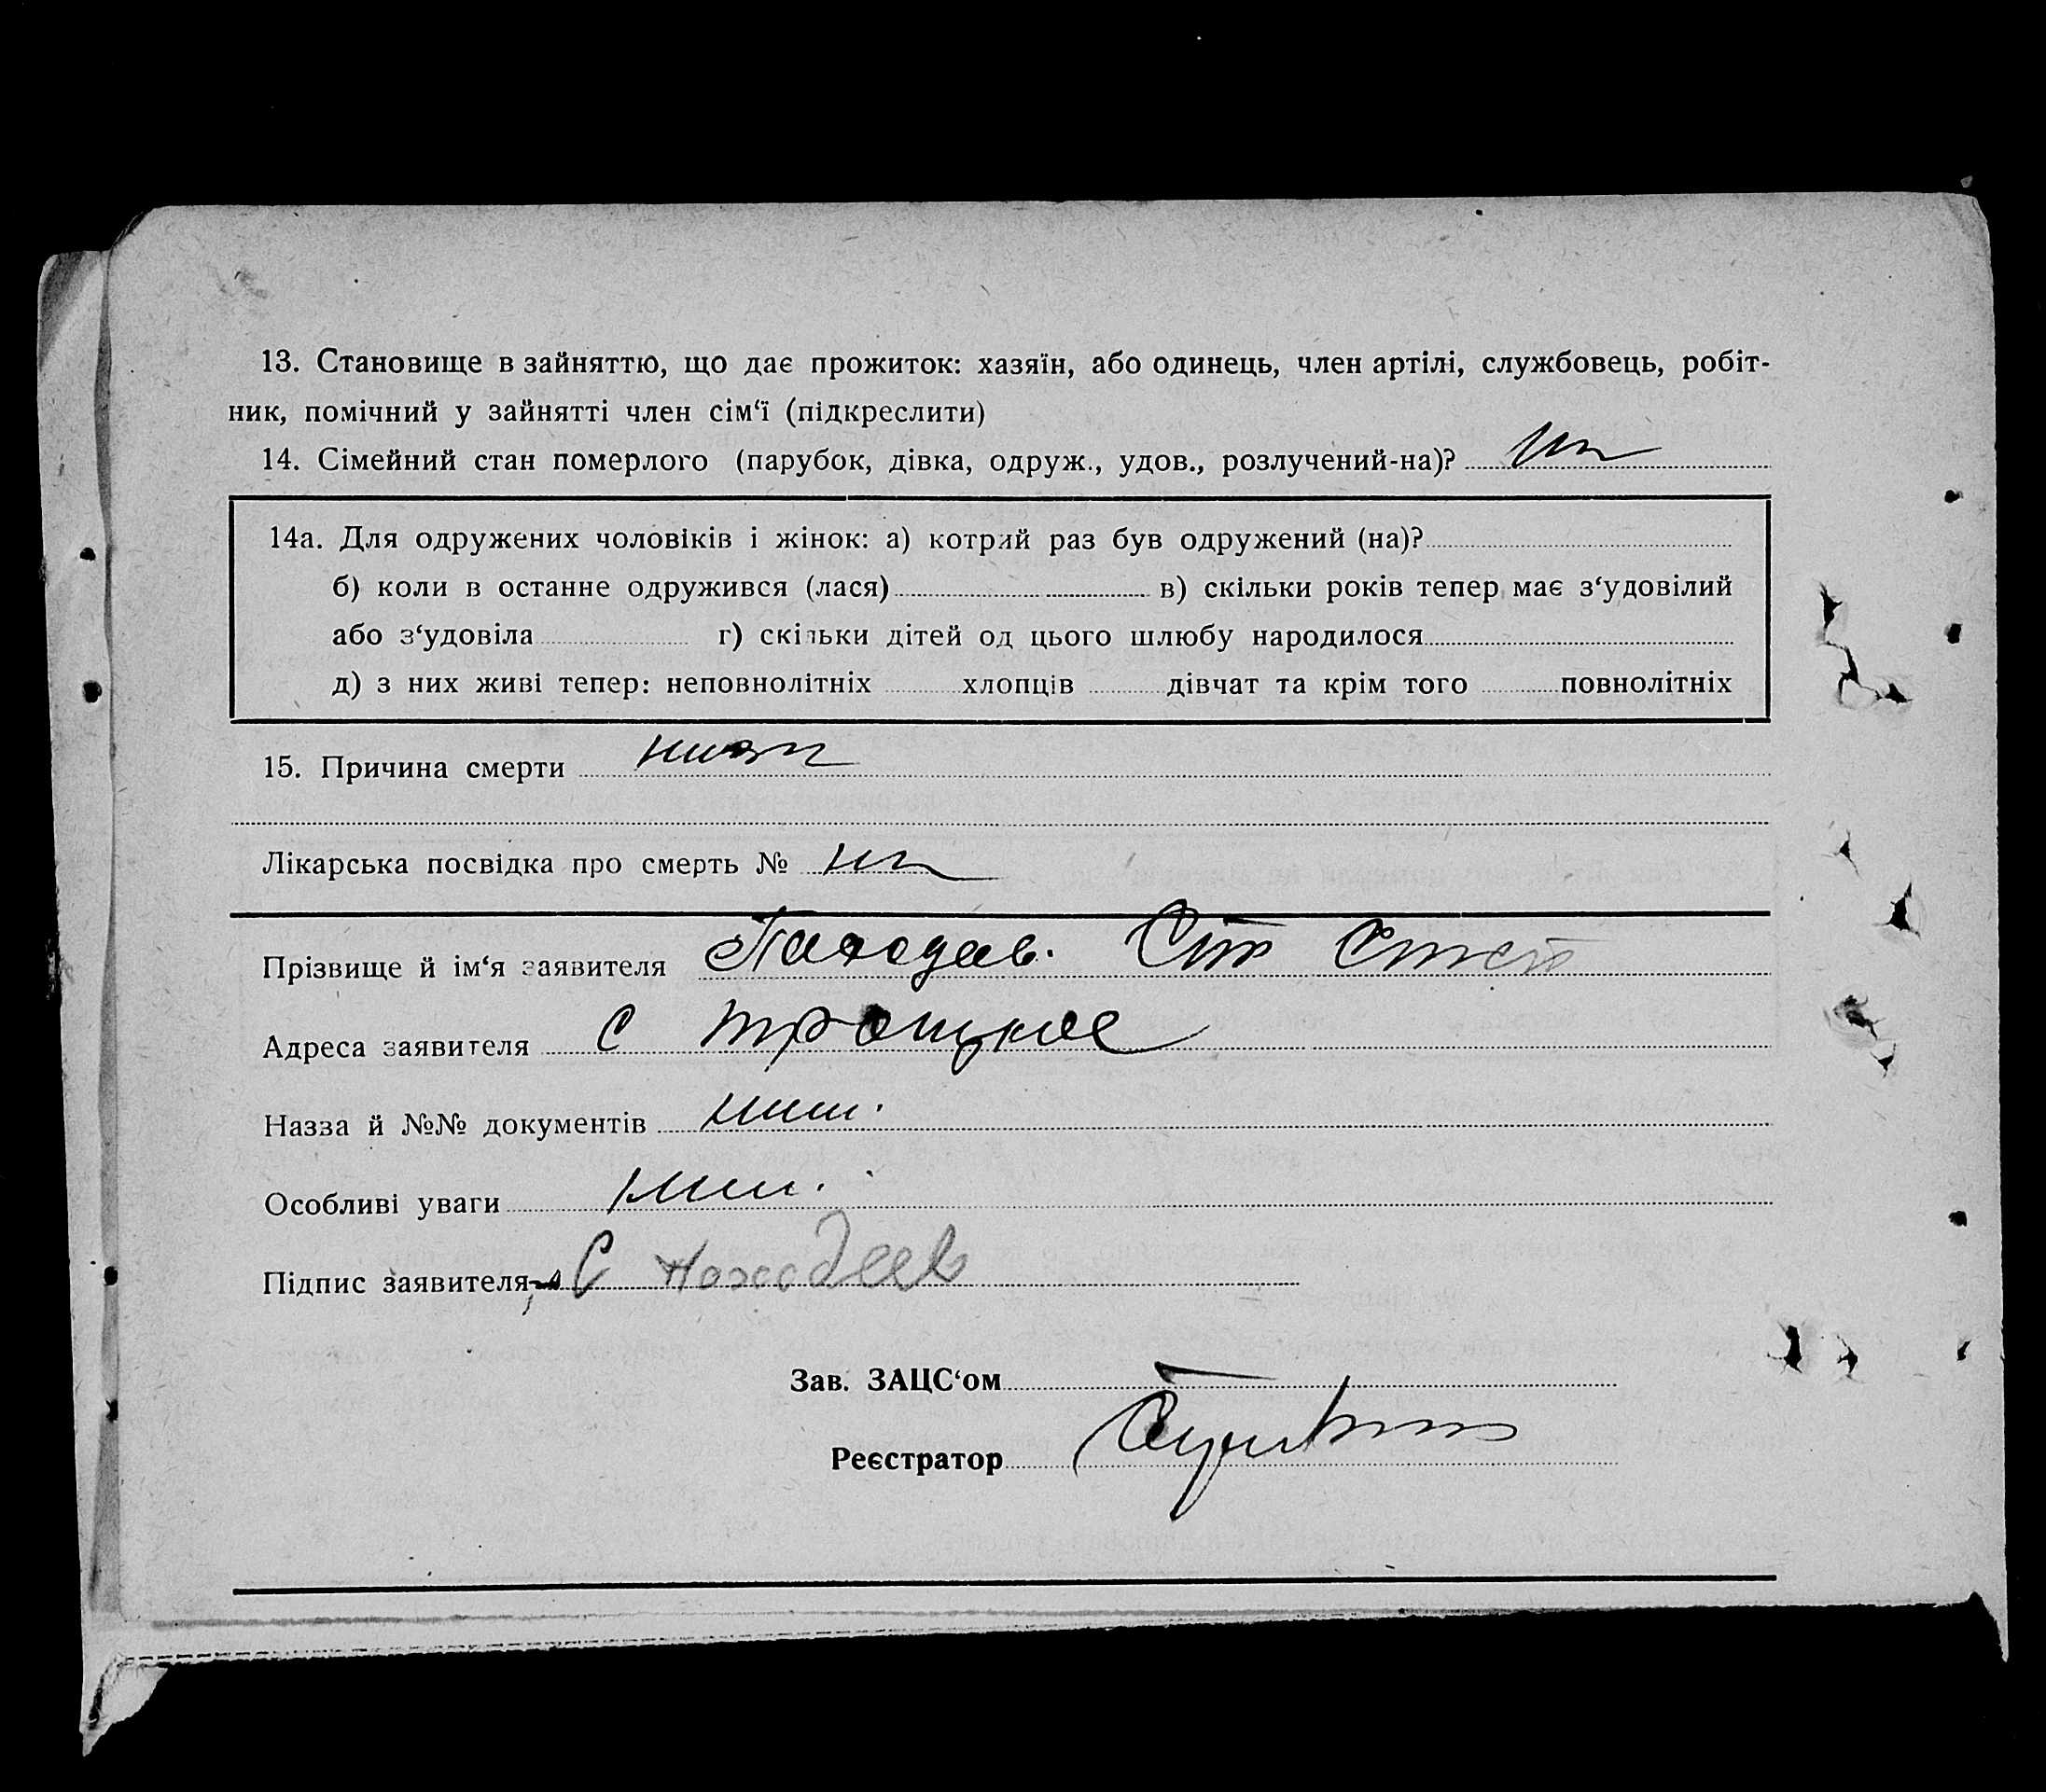 13. Становище в зайняттю, що дає прожиток: хазяїн, або одинець, член артілі, службовець, робіт-
ник, помічний у зайнятті член сім‘ї (підкреслити)
14. Сімейний стан померлого (парубок, дівка, одруж., удов., розлучений-на)?
14а. Для одружених чоловіків і жінок: а) котрий раз був одружений (на)?
б) коли в останне одружився (лася) в) скільки років тепер має з‘удовілий
або з‘удовіла г) скільки дітей од цього шлюбу народилося
д) з них живі тепер: неповнолітніх хлопців дівчат та крім того повнолітніх
15. Причина смерти
Лікарська посвідка про смерть №
Прізвище й ім‘я заявителя
Адреса заявителя с троицкое
Назва й №№ документів
Особливі уваги
Підпис заявителя С
Зав. ЗАЦС‘ом
Реєстратор